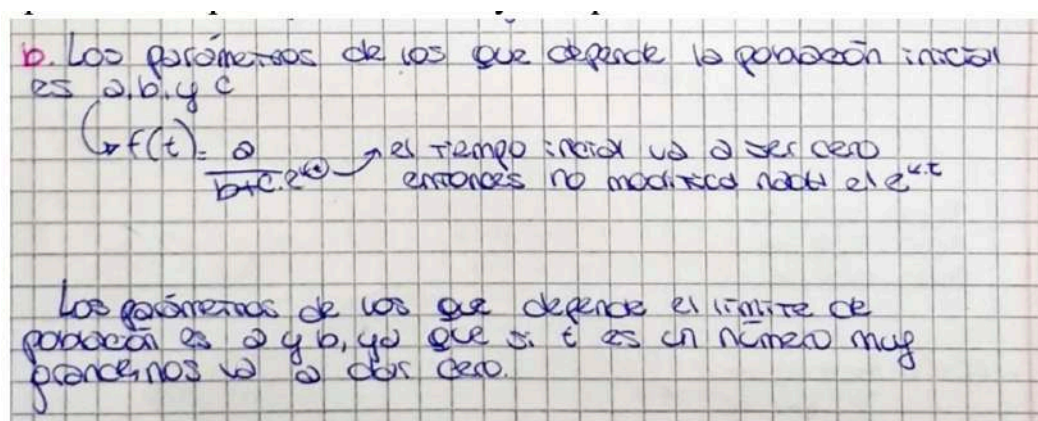 b. Los parámetros de los que depende la población inicial
es a, b, y c
f(t) = a / b+c.e → el tiempo inicial va a ser cero
entonces no modifica nada el e^k.t
Los parámetros de los que depende el límite de
población es a y b, ya que si t es un número muy
grande, nos va a dar cero.